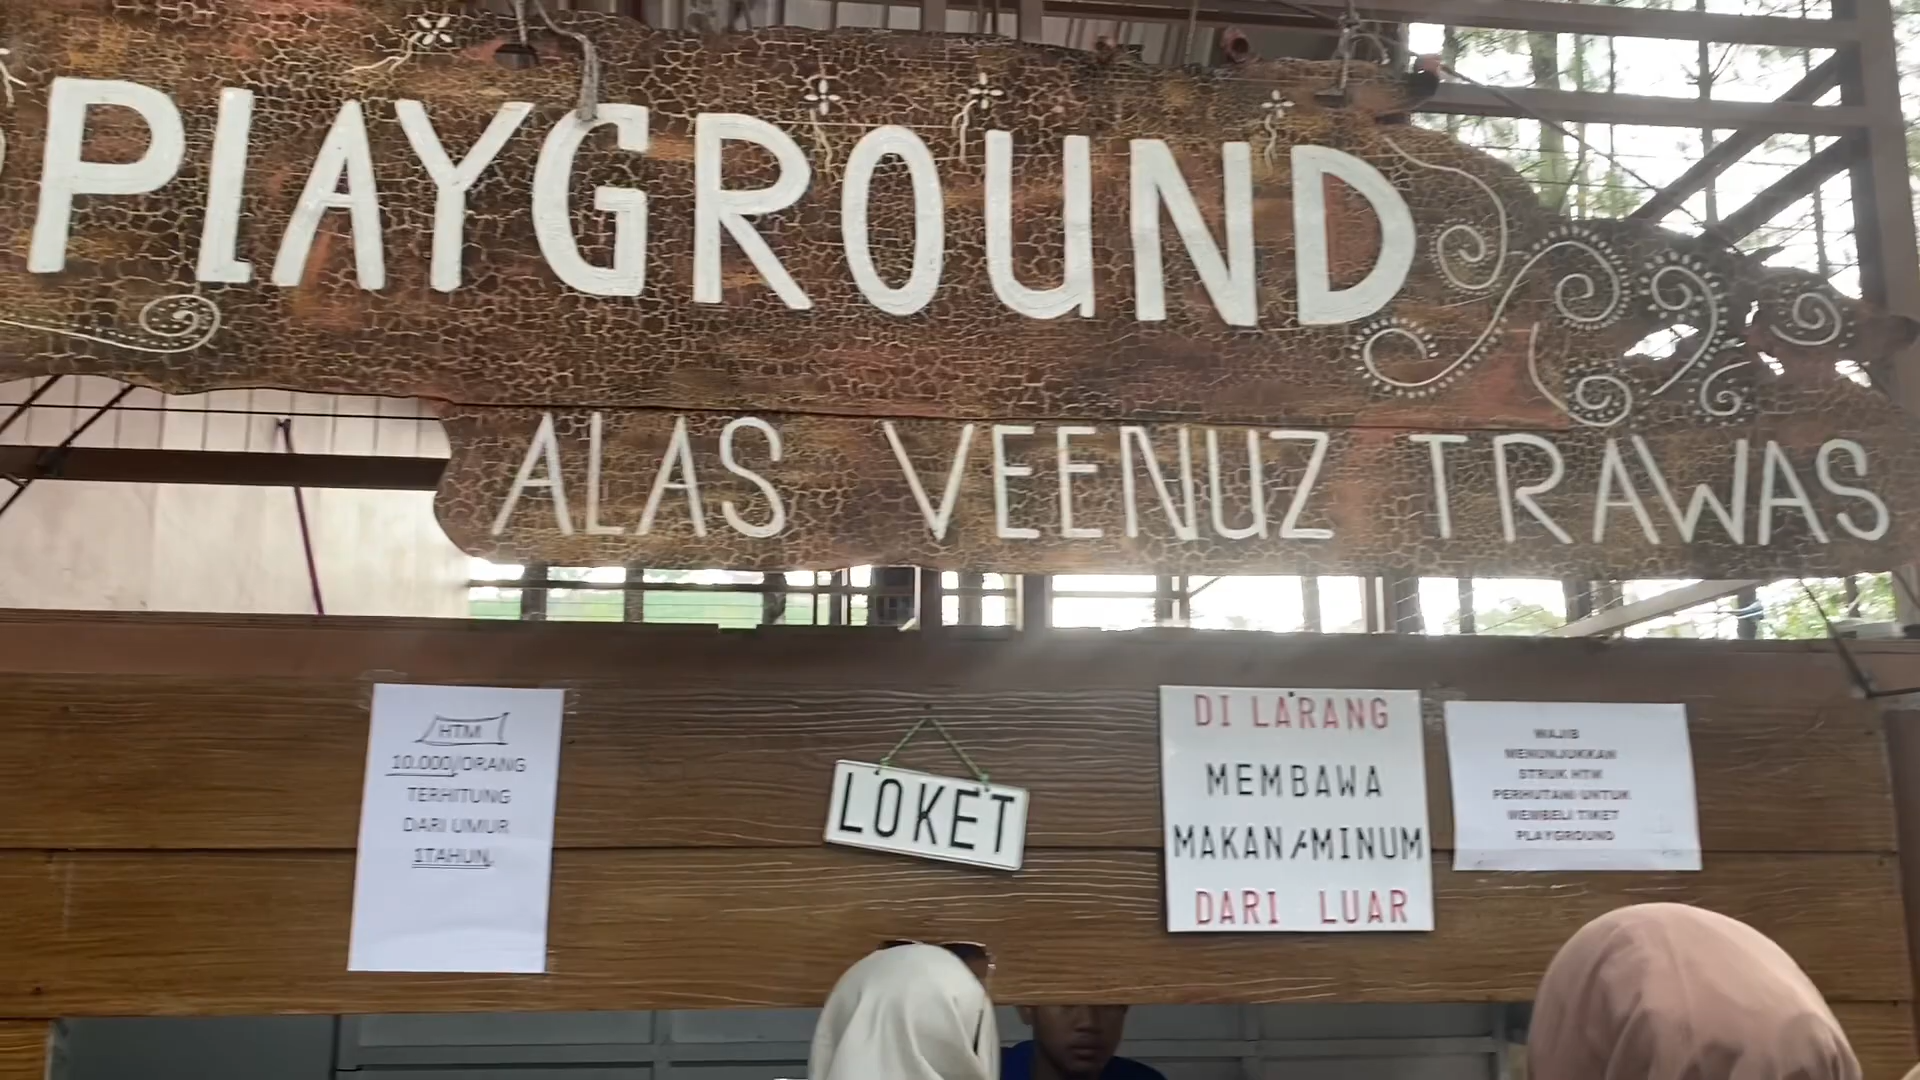 PLAYGROUND
ALAS VEENUZ TRAWAS
HTM
10.000/ORANG
TERHITUNG
DARI UMUR
1TAHUN
LOKET
DI LARANG
MEMBAWA
MAKAN/MINUM
DARI LUAR
WAJIB
MENUNJUKKAN
STRUK HTM
PERHUTANI UNTUK
MEMBELI TIKET
PLAYGROUND